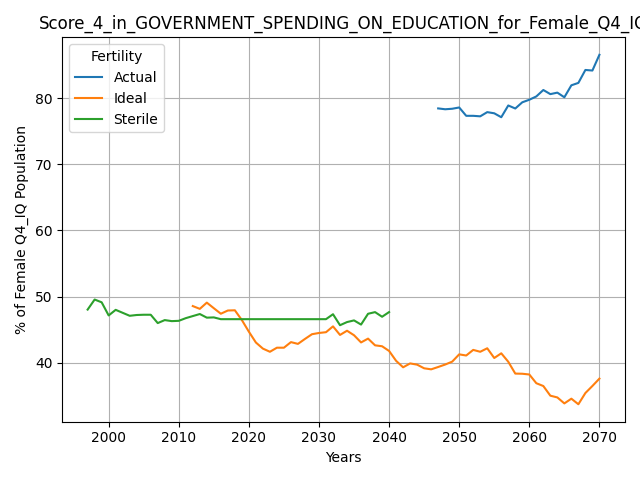 Score_4_in_GOVERNMENT_SPENDING_ON_EDUCATION_for_Female_Q4_IQ
Fertility
Actual
Ideal
Sterile
% of Female Q4_IQ Population
80
70
60
50
40
2000 2010 2020 2030 2040 2050 2060 2070
Years